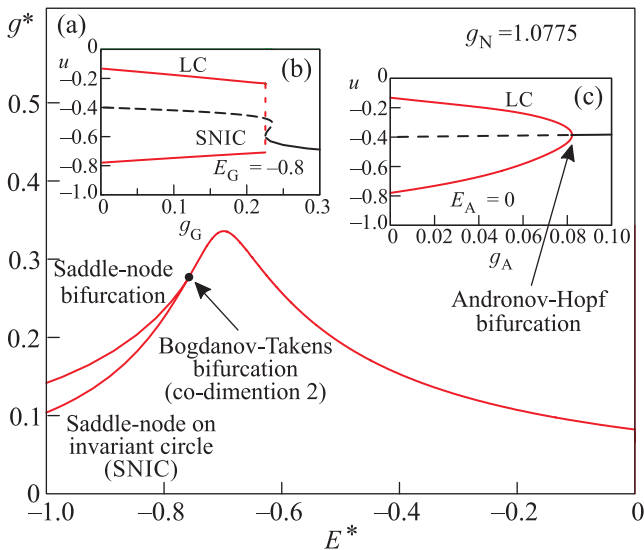 g*
(a)
g_N =1.0775
0.5
0.4
0.3
0.2
0.1
0
−1.0
−0.8
−0.6
−0.4
−0.2
0
E*
u
0
−0.2
−0.4
−0.6
−0.8
LC
(b)
SNIC
E_G = −0.8
0
0.1
0.2
0.3
g_G
u
0
−0.2
−0.4
−0.6
−0.8
−1.0
LC
(c)
E_A = 0
0
0.02
0.04
0.06
0.08
0.10
g_A
Andronov-Hopf
bifurcation
Saddle-node
bifurcation
Bogdanov-Takens
bifurcation
(co-dimention 2)
Saddle-node on
invariant circle
(SNIC)